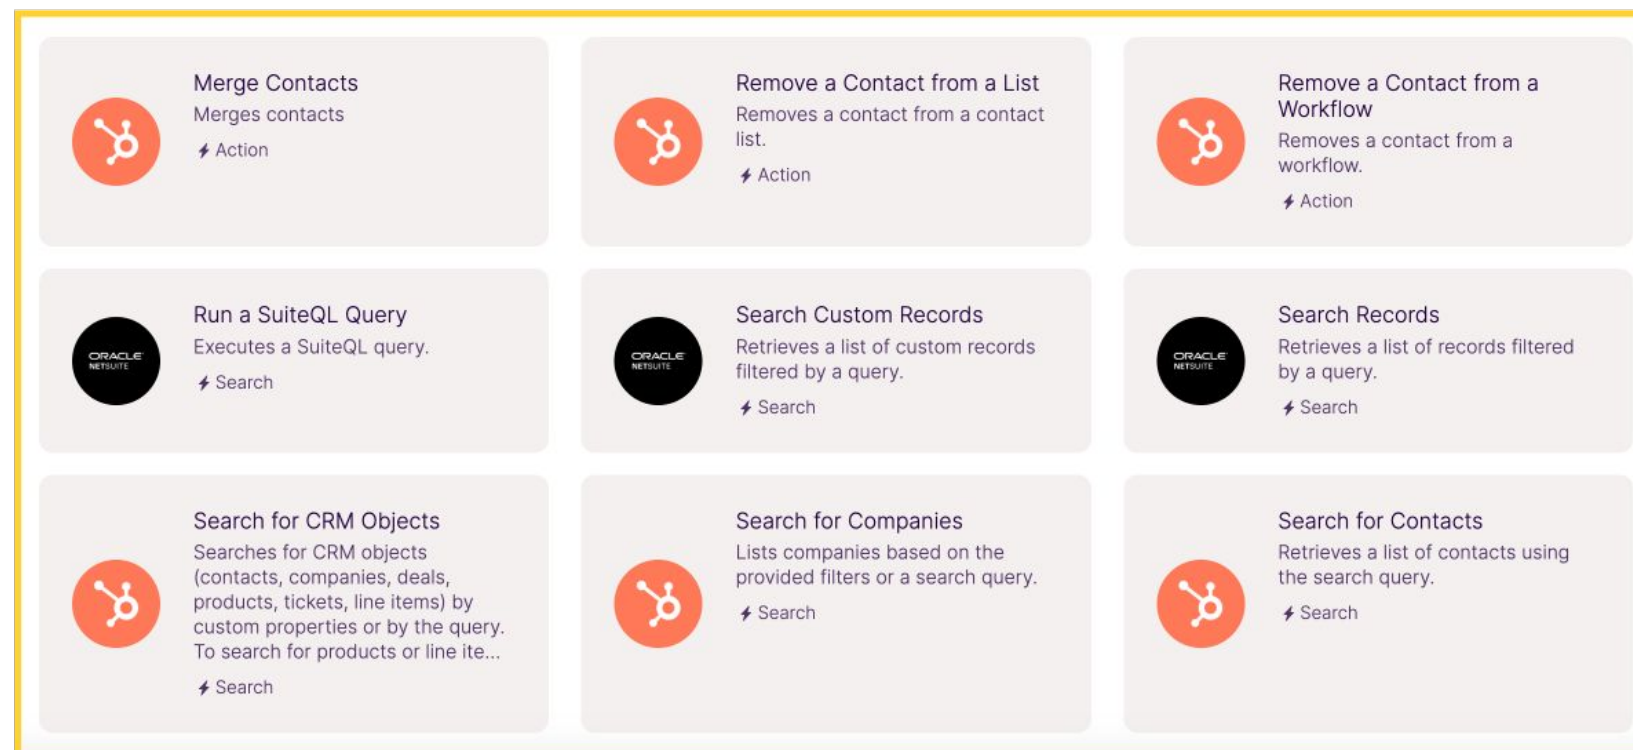 Merge Contacts
Merges contacts
Action
Remove a Contact from a List
Removes a contact from a contact
list.
Action
Remove a Contact from a
Workflow
Removes a contact from a
workflow.
Action
ORACLE
NETSUITE
Run a SuiteQL Query
Executes a SuiteQL query.
Search
ORACLE
NETSUITE
Search Custom Records
Retrieves a list of custom records
filtered by a query.
Search
ORACLE
NETSUITE
Search Records
Retrieves a list of records filtered
by a query.
Search
Search for CRM Objects
Searches for CRM objects
(contacts, companies, deals,
products, tickets, line items) by
custom properties or by the query.
To search for products or line ite...
Search
Search for Companies
Lists companies based on the
provided filters or a search query.
Search
Search for Contacts
Retrieves a list of contacts using
the search query.
Search